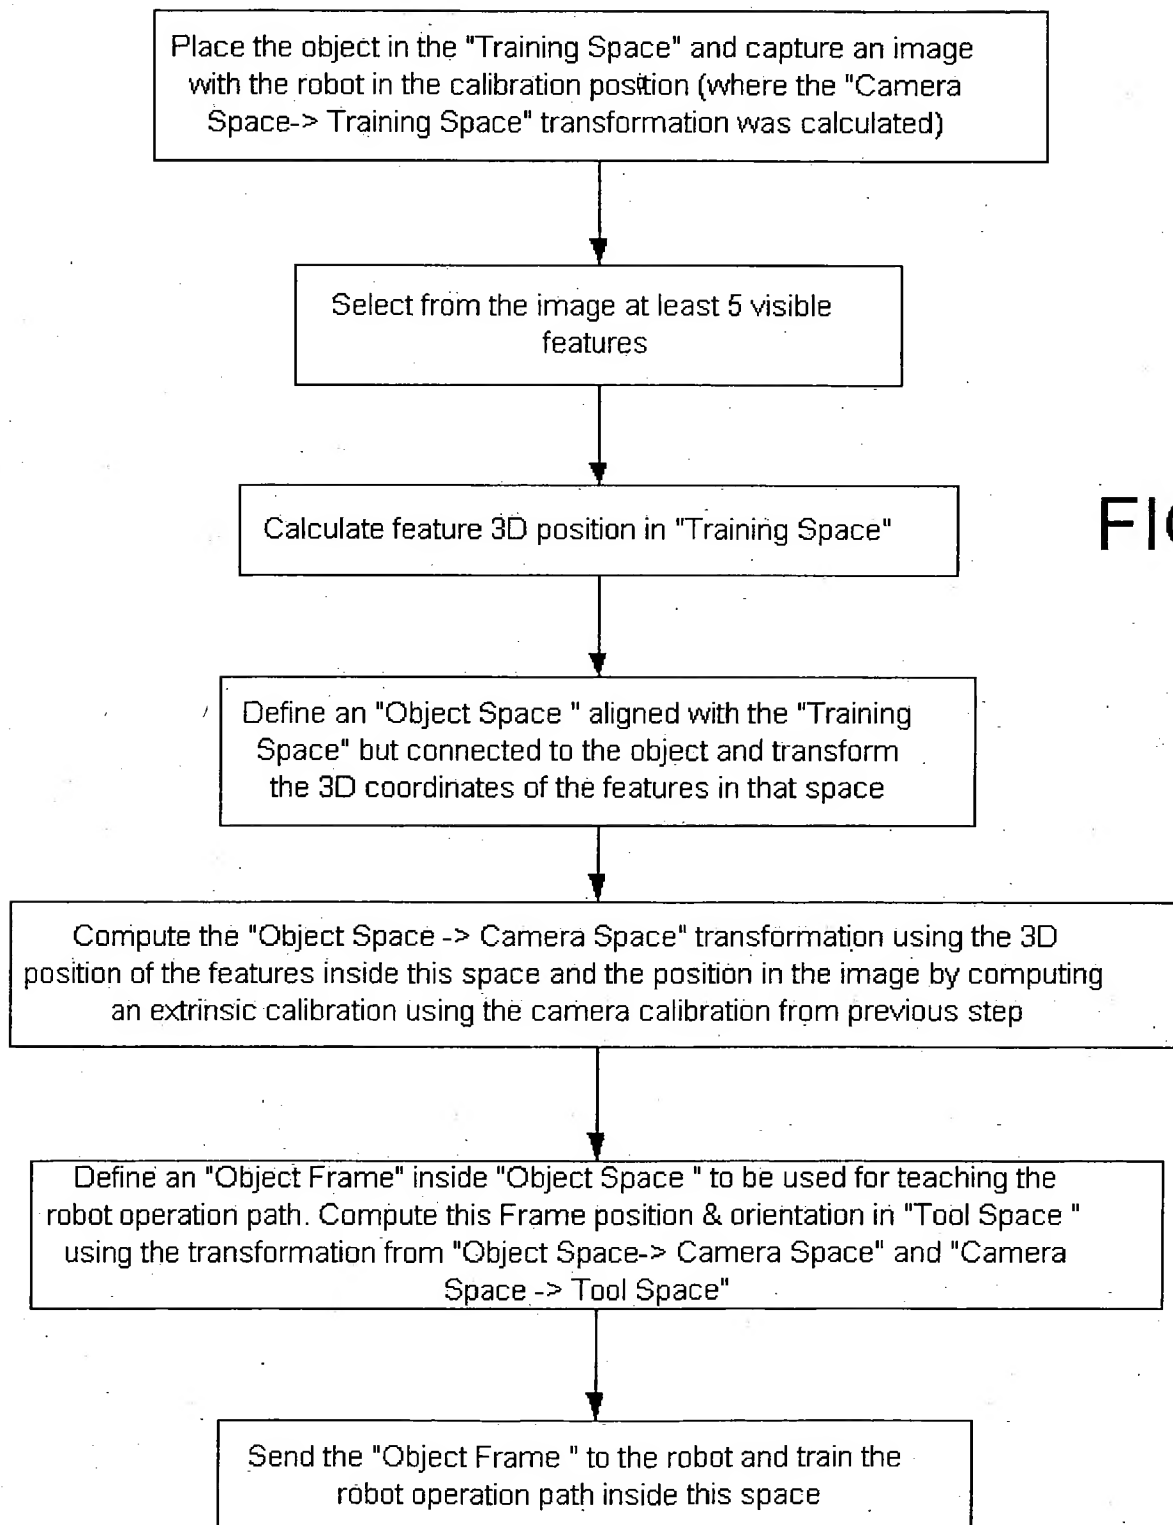 Place the object in the "Training Space" and capture an image
with the robot in the calibration position (where the "Camera
Space-> Training Space" transformation was calculated)
Select from the image at least 5 visible
features
Calculate feature 3D position in "Training Space"
Define an "Object Space " aligned with the "Training
Space" but connected to the object and transform
the 3D coordinates of the features in that space
Compute the "Object Space -> Camera Space" transformation using the 3D
position of the features inside this space and the position in the image by computing
an extrinsic calibration using the camera calibration from previous step
Define an "Object Frame" inside "Object Space " to be used for teaching the
robot operation path. Compute this Frame position & orientation in "Tool Space "
using the transformation from "Object Space-> Camera Space" and "Camera
Space -> Tool Space"
Send the "Object Frame " to the robot and train the
robot operation path inside this space